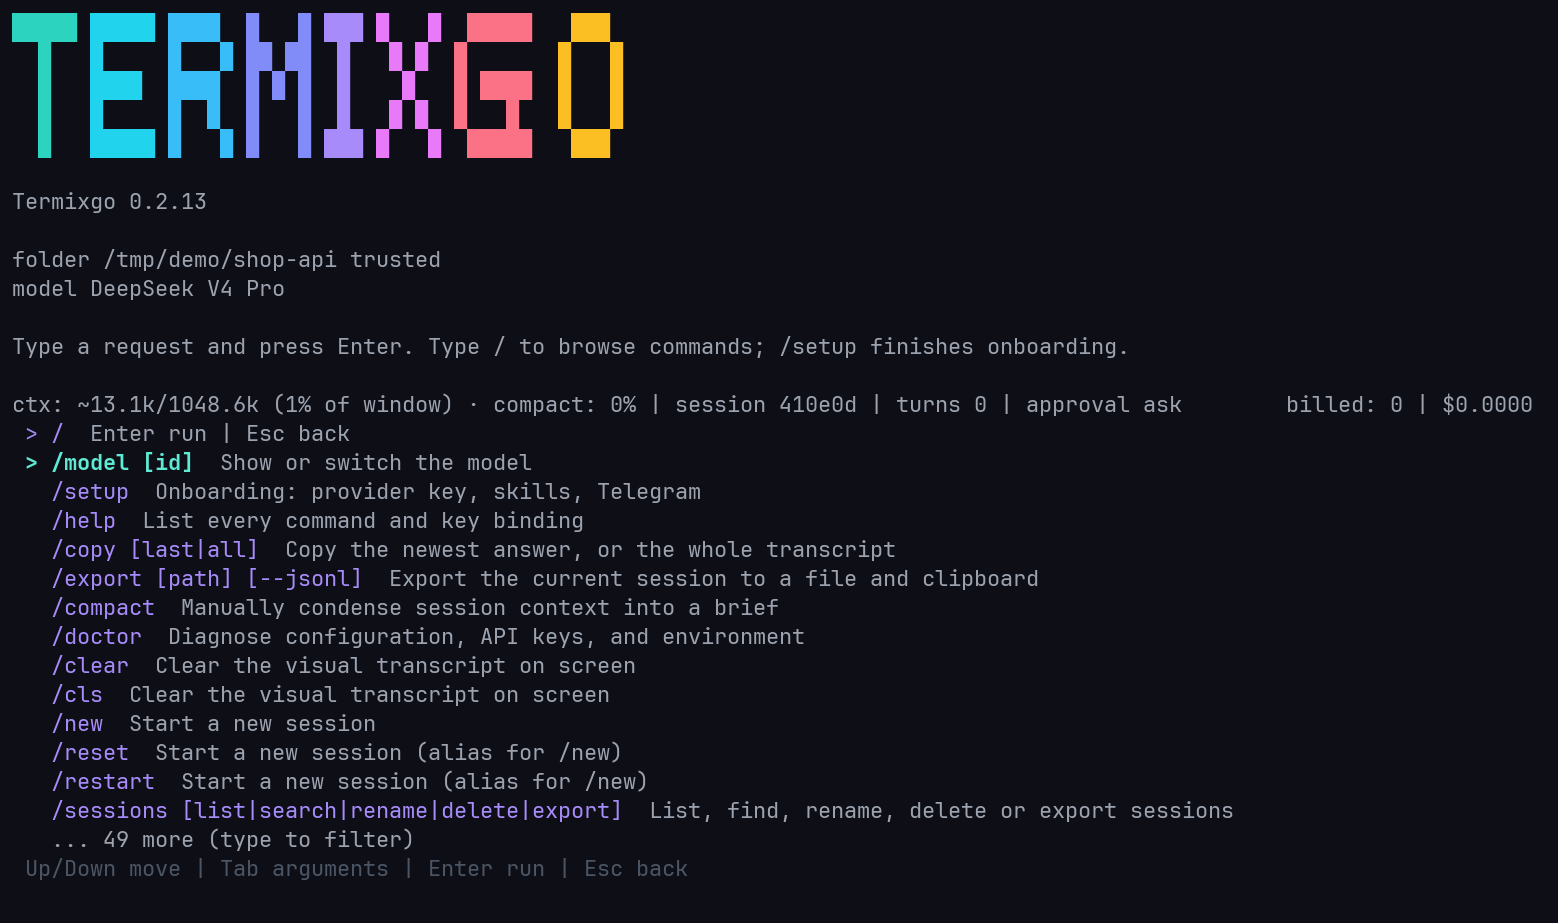 TERMIXGO
Termixgo 0.2.13
folder /tmp/demo/shop-api trusted
model DeepSeek V4 Pro
Type a request and press Enter. Type / to browse commands; /setup finishes onboarding.
ctx: ~13.1k/1048.6k (1% of window) · compact: 0% | session 410e0d | turns 0 | approval ask billed: 0 | $0.0000
> / Enter run | Esc back
> /model [id] Show or switch the model
/setup Onboarding: provider key, skills, Telegram
/help List every command and key binding
/copy [last|all] Copy the newest answer, or the whole transcript
/export [path] [--jsonl] Export the current session to a file and clipboard
/compact Manually condense session context into a brief
/doctor Diagnose configuration, API keys, and environment
/clear Clear the visual transcript on screen
/cls Clear the visual transcript on screen
/new Start a new session
/reset Start a new session (alias for /new)
/restart Start a new session (alias for /new)
/sessions [list|search|rename|delete|export] List, find, rename, delete or export sessions
... 49 more (type to filter)
Up/Down move | Tab arguments | Enter run | Esc back